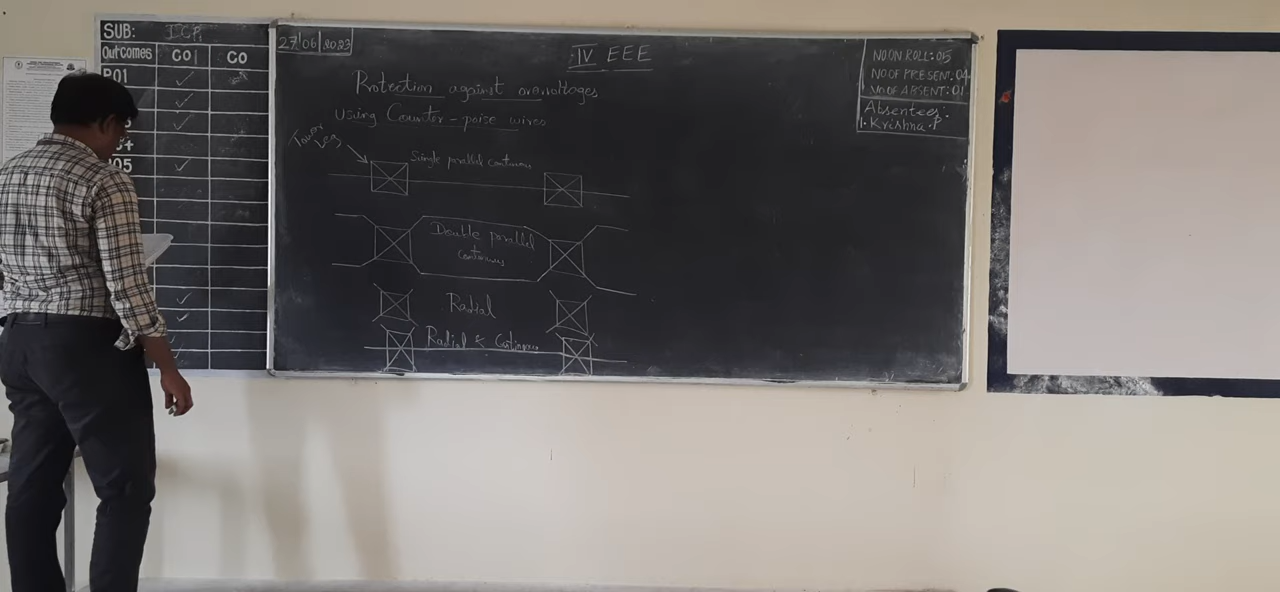 SUB:
Outcomes CO1 CO
PO1
PO5
27/06/2023
IV EEE
NO ON ROLL: 05
NO OF PRESENT: 04
NO OF ABSENT: 01
Absentees:
1. Krishna.P
Protection against overvoltages
using Counter-poise wires
Tower
Leg
Single parallel continuous
Double parallel
continuous
Radial
Radial & Continuous